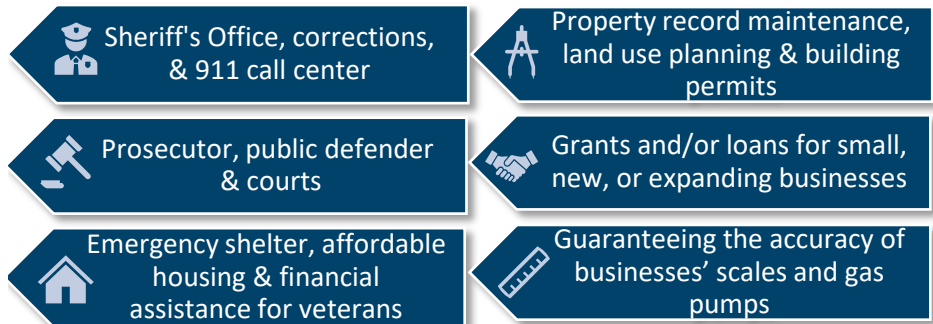 Sheriff's Office, corrections,
& 911 call center
Property record maintenance,
land use planning & building
permits
Prosecutor, public defender
& courts
Grants and/or loans for small,
new, or expanding businesses
Emergency shelter, affordable
housing & financial
assistance for veterans
Guaranteeing the accuracy of
businesses’ scales and gas
pumps